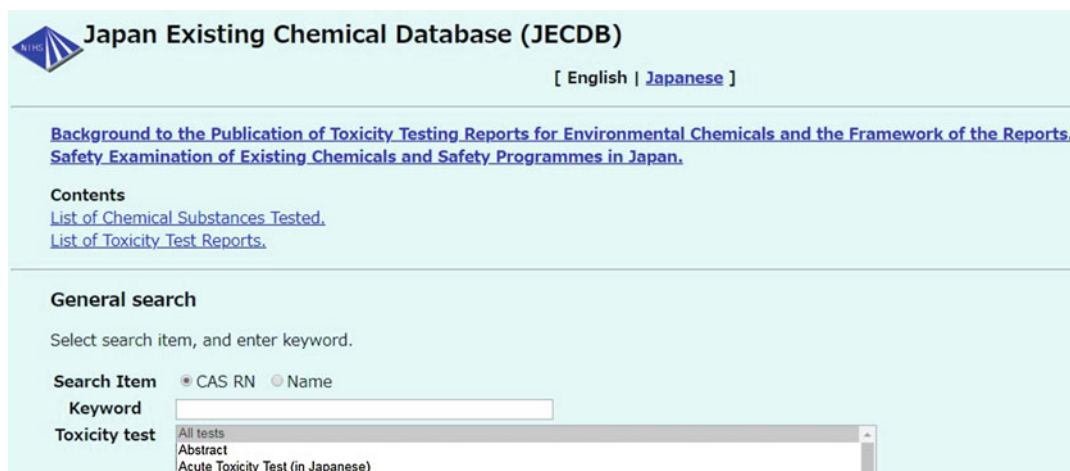 NIHS
Japan Existing Chemical Database (JECDB)
[ English | Japanese ]
Background to the Publication of Toxicity Testing Reports for Environmental Chemicals and the Framework of the Reports.
Safety Examination of Existing Chemicals and Safety Programmes in Japan.
Contents
List of Chemical Substances Tested.
List of Toxicity Test Reports.
General search
Select search item, and enter keyword.
Search Item CAS RN Name
Keyword
Toxicity test All tests
Abstract
Acute Toxicity Test (in Japanese)